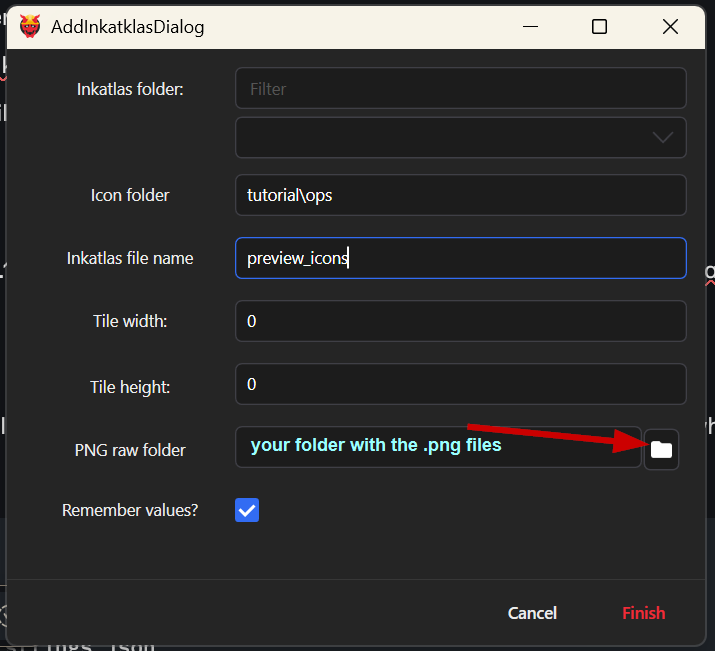 AddInkatklasDialog
Inkatlas folder:
Filter
Icon folder
tutorial\ops
Inkatlas file name
preview_icons
Tile width:
0
Tile height:
0
PNG raw folder
your folder with the .png files
Remember values?
Cancel
Finish